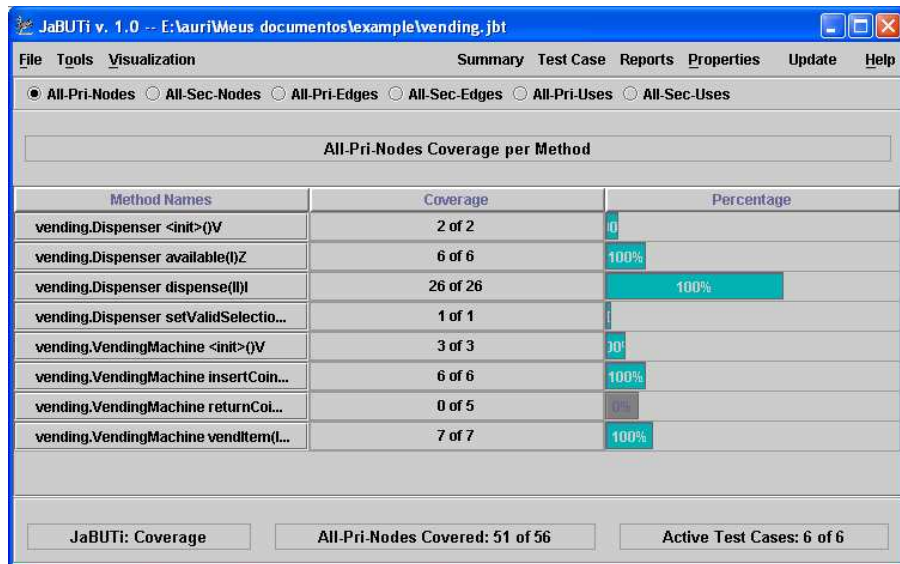 JaBUTi v. 1.0 -- E:\auri\Meus documentos\example\vending.jbt
File Tools Visualization Summary Test Case Reports Properties Update Help
All-Pri-Nodes All-Sec-Nodes All-Pri-Edges All-Sec-Edges All-Pri-Uses All-Sec-Uses
All-Pri-Nodes Coverage per Method
Method Names Coverage Percentage
vending.Dispenser <init>()V 2 of 2
vending.Dispenser available(I)Z 6 of 6 100%
vending.Dispenser dispense(II)I 26 of 26 100%
vending.Dispenser setValidSelectio... 1 of 1
vending.VendingMachine <init>()V 3 of 3
vending.VendingMachine insertCoin... 6 of 6 100%
vending.VendingMachine returnCoi... 0 of 5 0%
vending.VendingMachine vendItem(I... 7 of 7 100%
JaBUTi: Coverage All-Pri-Nodes Covered: 51 of 56 Active Test Cases: 6 of 6